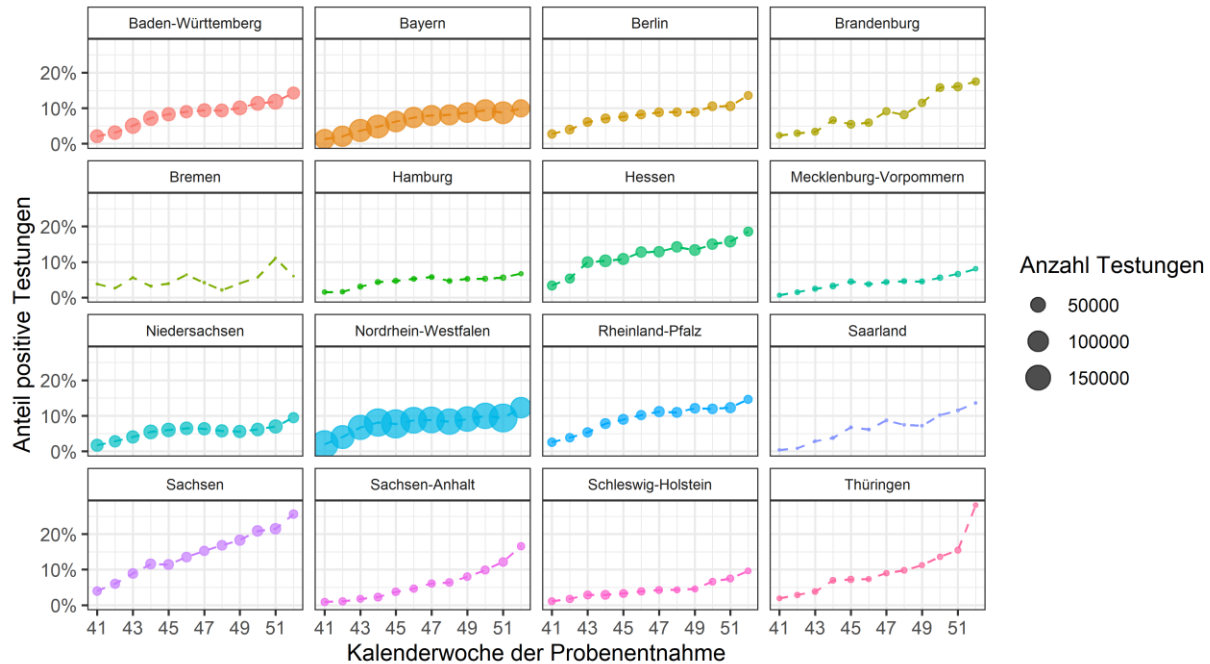 Baden-Württemberg
Bayern
Berlin
Brandenburg
20%
10%
0%
Bremen
Hamburg
Hessen
Mecklenburg-Vorpommern
20%
10%
0%
Niedersachsen
Nordrhein-Westfalen
Rheinland-Pfalz
Saarland
20%
10%
0%
Sachsen
Sachsen-Anhalt
Schleswig-Holstein
Thüringen
20%
10%
0%
41 43 45 47 49 51
41 43 45 47 49 51
41 43 45 47 49 51
41 43 45 47 49 51
Kalenderwoche der Probenentnahme
Anteil positive Testungen
Anzahl Testungen
50000
100000
150000